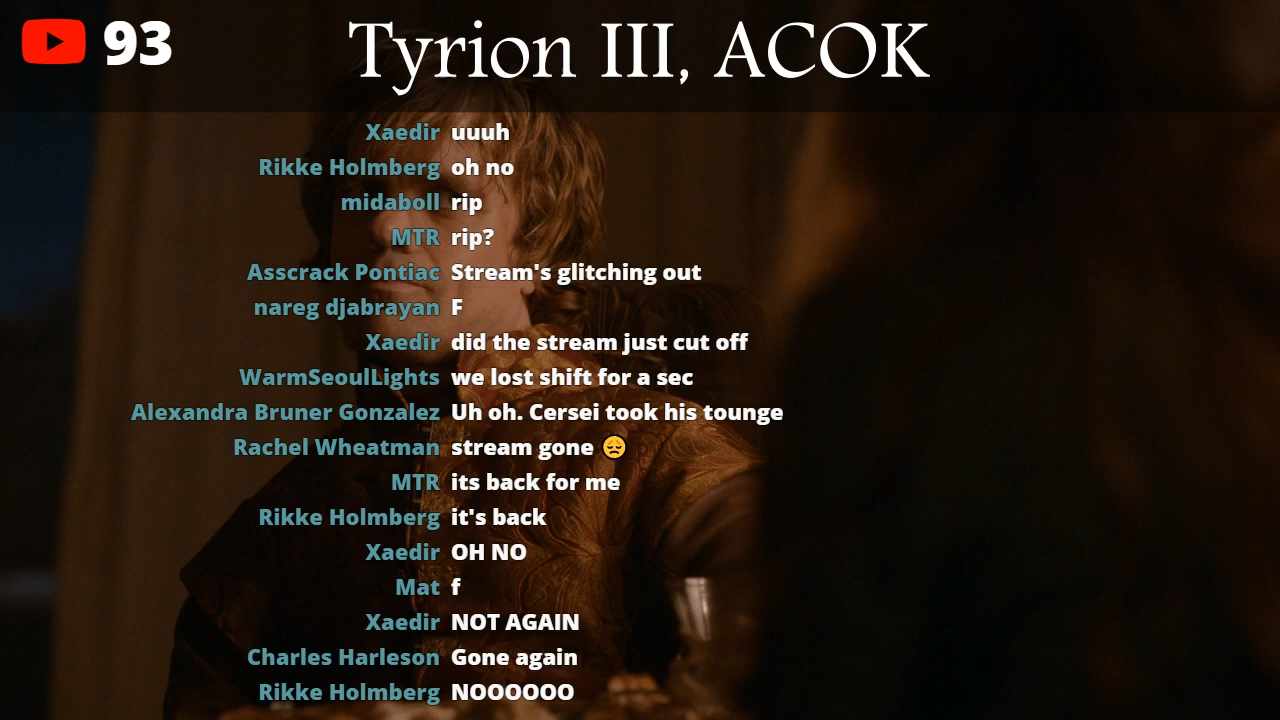 93
Tyrion III, ACOK
Xaedir uuuh
Rikke Holmberg oh no
midaboll rip
MTR rip?
Asscrack Pontiac Stream's glitching out
nareg djabrayan F
Xaedir did the stream just cut off
WarmSeoulLights we lost shift for a sec
Alexandra Bruner Gonzalez Uh oh. Cersei took his tounge
Rachel Wheatman stream gone 😞
MTR its back for me
Rikke Holmberg it's back
Xaedir OH NO
Mat f
Xaedir NOT AGAIN
Charles Harleson Gone again
Rikke Holmberg NOOOOOO